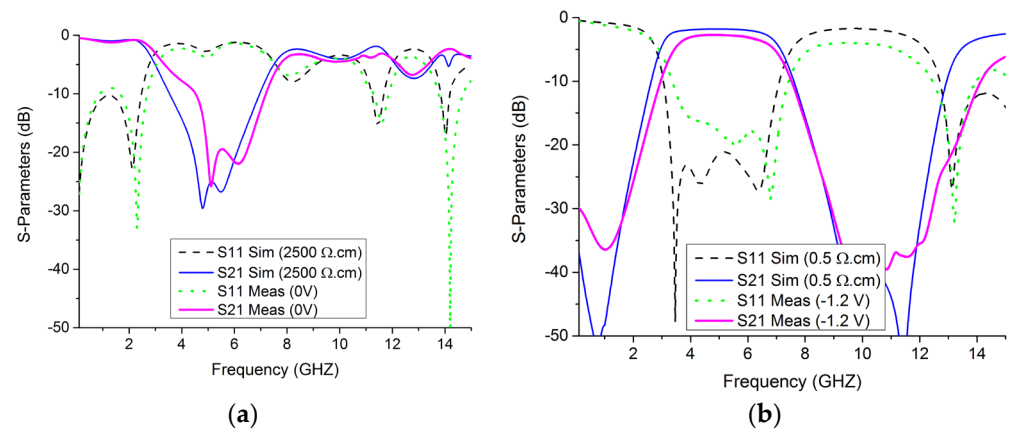 0
-10
-20
-30
-40
-50
S-Parameters (dB)
S11 Sim (2500 Ω.cm)
S21 Sim (2500 Ω.cm)
S11 Meas (0V)
S21 Meas (0V)
2 4 6 8 10 12 14
Frequency (GHZ)
(a)
0
-10
-20
-30
-40
-50
S-Parameters (dB)
S11 Sim (0.5 Ω.cm)
S21 Sim (0.5 Ω.cm)
S11 Meas (-1.2 V)
S21 Meas (-1.2 V)
2 4 6 8 10 12 14
Frequency (GHZ)
(b)